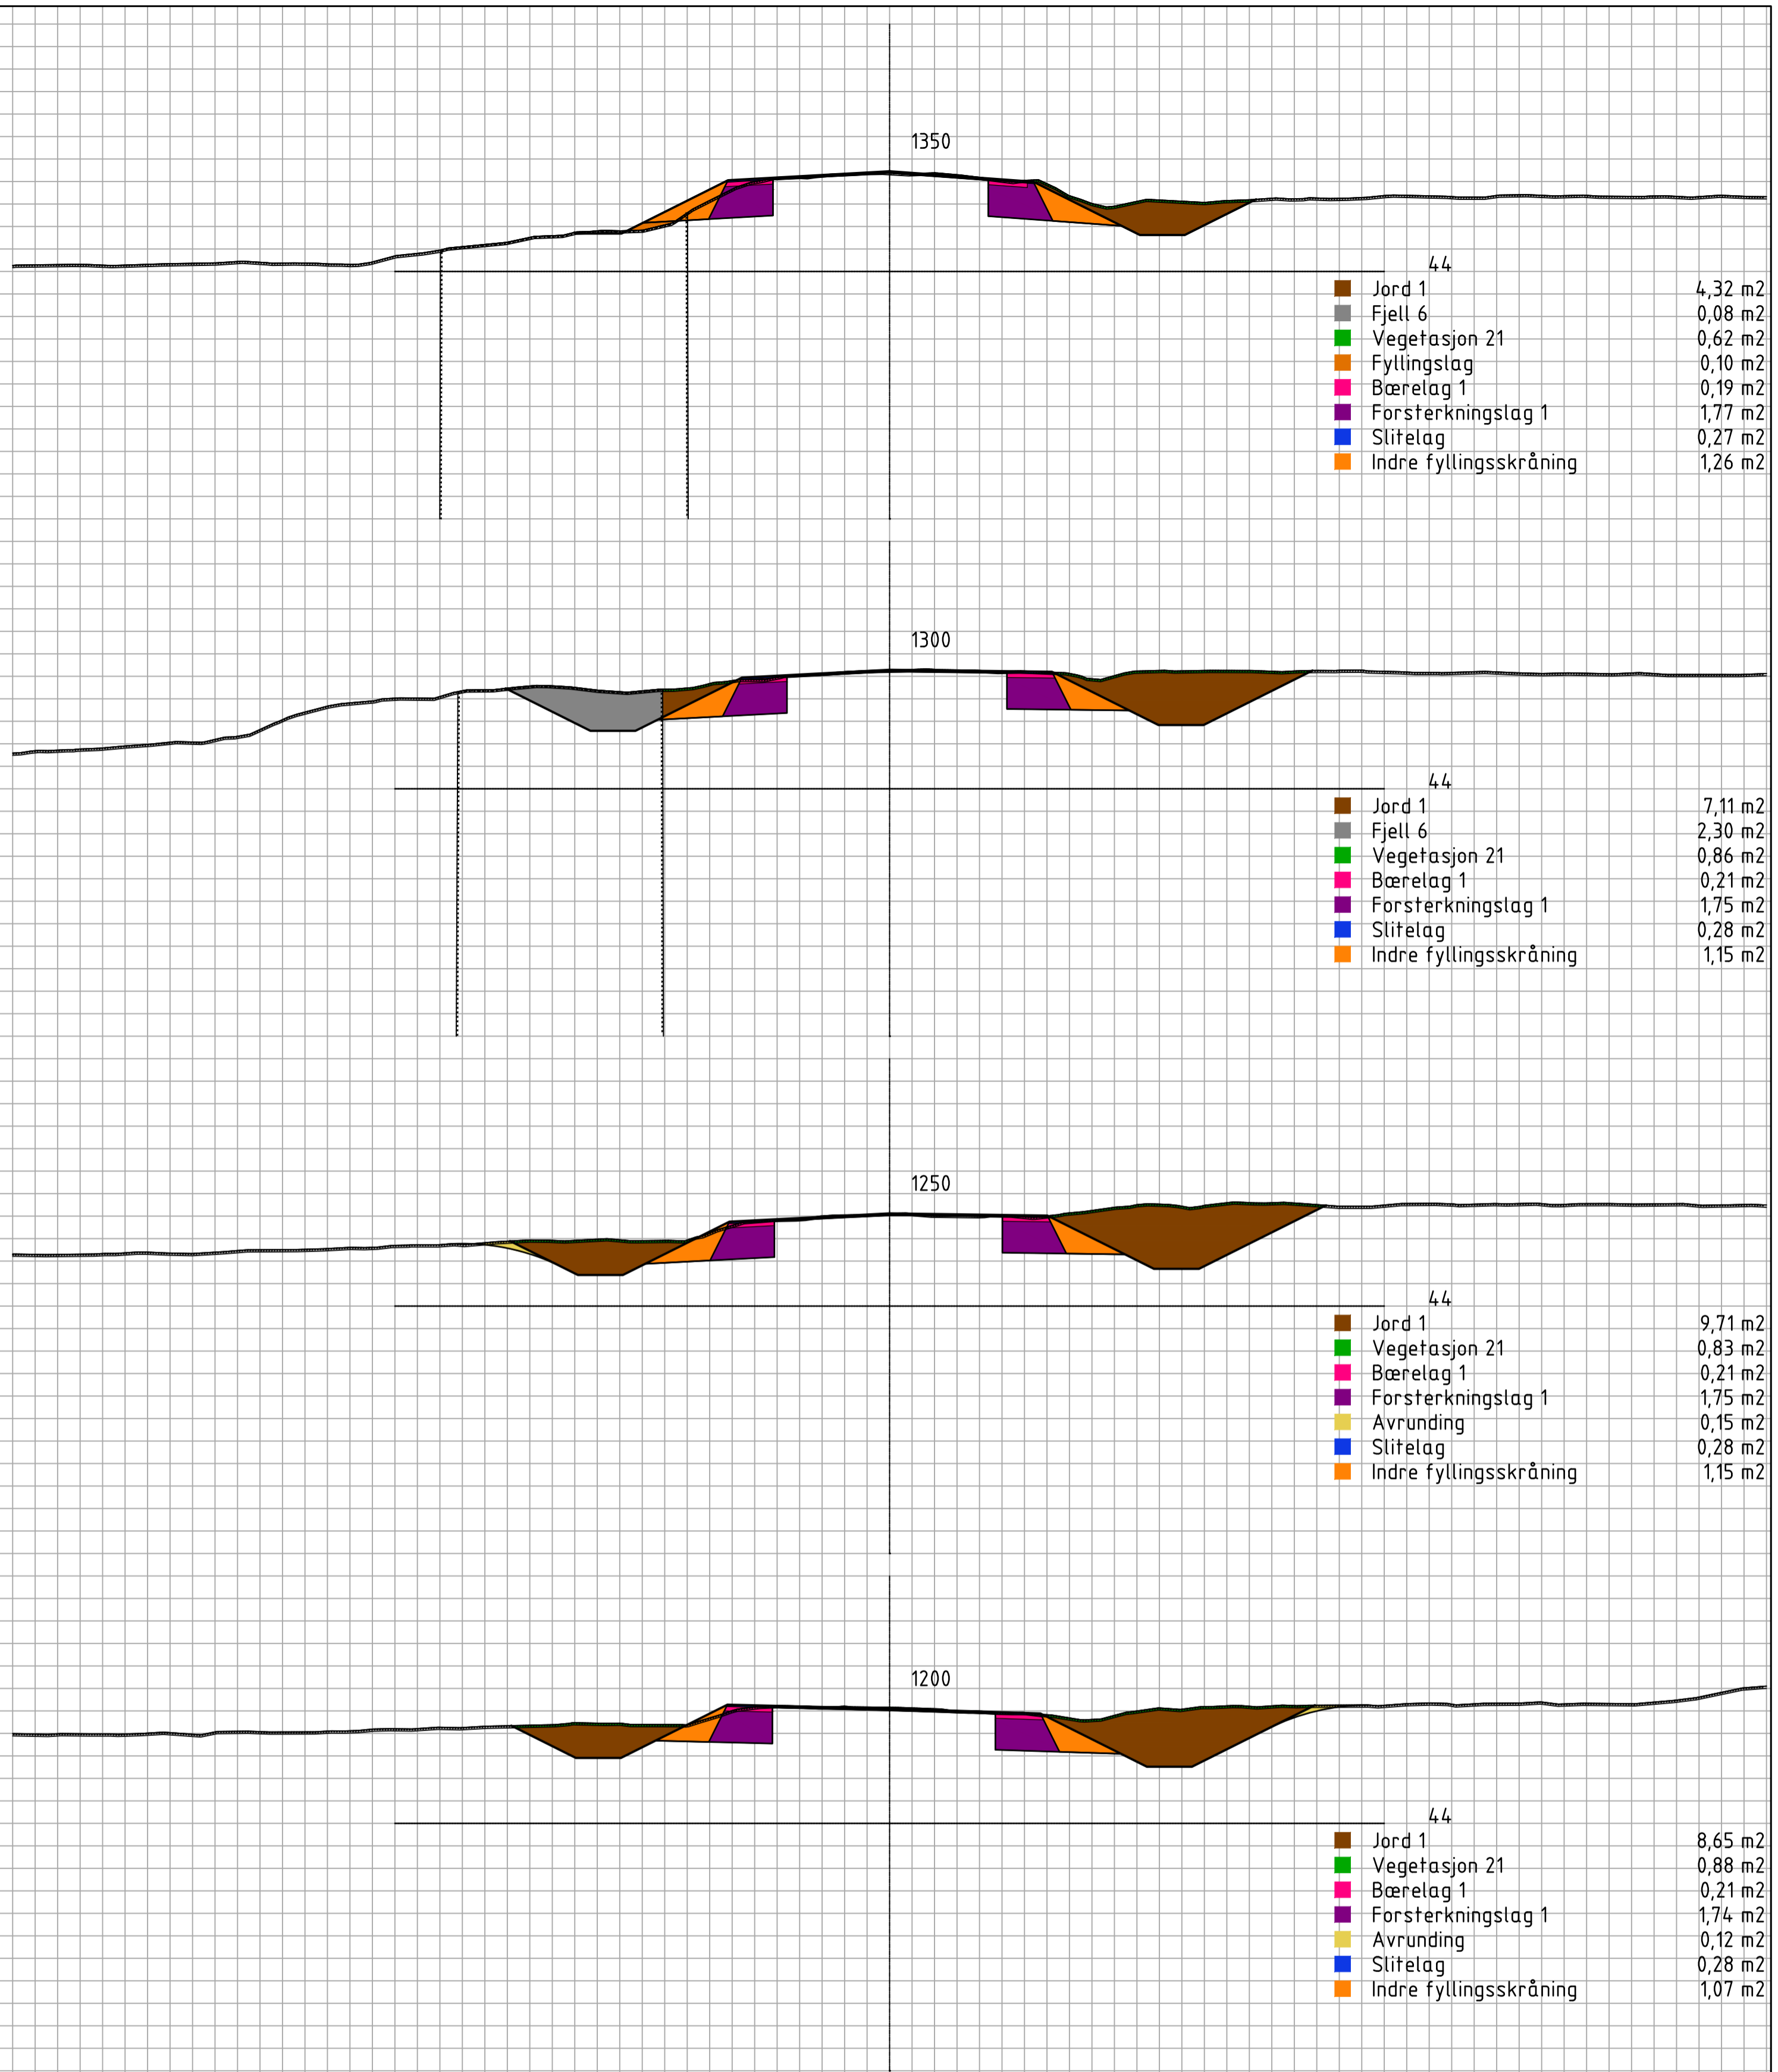 1350
44
Jord 1 4,32 m2
Fjell 6 0,08 m2
Vegetasjon 21 0,62 m2
Fyllingslag 0,10 m2
Bærelag 1 0,19 m2
Forsterkningslag 1 1,77 m2
Slitelag 0,27 m2
Indre fyllingsskråning 1,26 m2
1300
44
Jord 1 7,11 m2
Fjell 6 2,30 m2
Vegetasjon 21 0,86 m2
Bærelag 1 0,21 m2
Forsterkningslag 1 1,75 m2
Slitelag 0,28 m2
Indre fyllingsskråning 1,15 m2
1250
44
Jord 1 9,71 m2
Vegetasjon 21 0,83 m2
Bærelag 1 0,21 m2
Forsterkningslag 1 1,75 m2
Avrunding 0,15 m2
Slitelag 0,28 m2
Indre fyllingsskråning 1,15 m2
1200
44
Jord 1 8,65 m2
Vegetasjon 21 0,88 m2
Bærelag 1 0,21 m2
Forsterkningslag 1 1,74 m2
Avrunding 0,12 m2
Slitelag 0,28 m2
Indre fyllingsskråning 1,07 m2